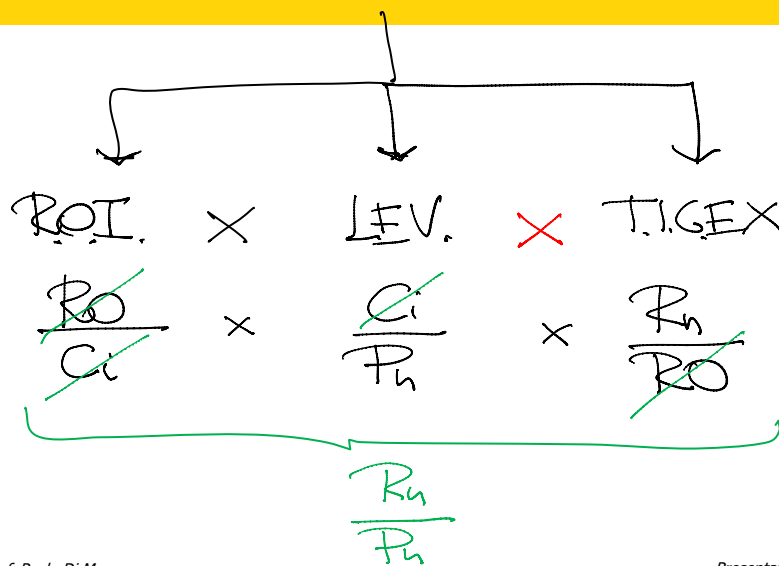 R.O.I. × LEV. × T.I.GEX
RO/Ci × Ci/Pn × Rn/RO
Rn/Pn